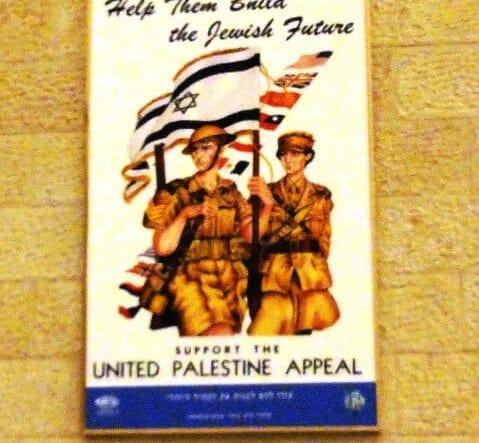 Help Them Build
the Jewish Future
SUPPORT THE
UNITED PALESTINE APPEAL